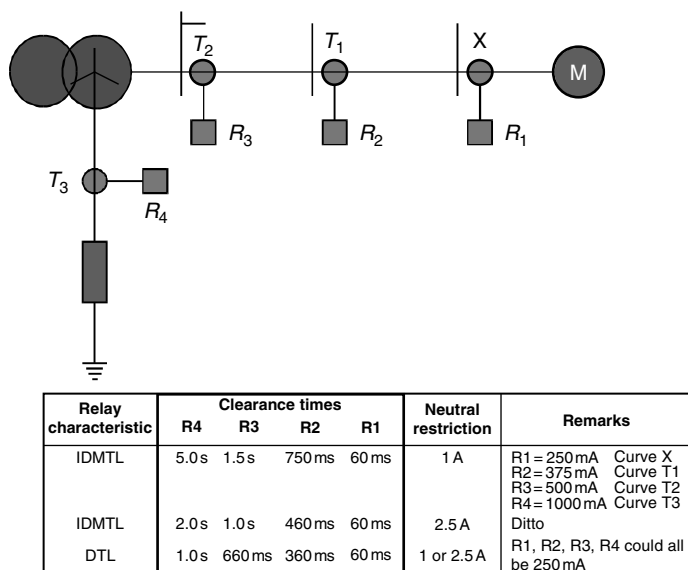 T2 T1 X
M
R3 R2 R1
T3
R4
Relay characteristic Clearance times Neutral restriction Remarks
R4 R3 R2 R1
IDMTL 5.0 s 1.5 s 750 ms 60 ms 1 A R1 = 250 mA Curve X
R2 = 375 mA Curve T1
R3 = 500 mA Curve T2
R4 = 1000 mA Curve T3
IDMTL 2.0 s 1.0 s 460 ms 60 ms 2.5 A Ditto
DTL 1.0 s 660 ms 360 ms 60 ms 1 or 2.5 A R1, R2, R3, R4 could all
be 250 mA